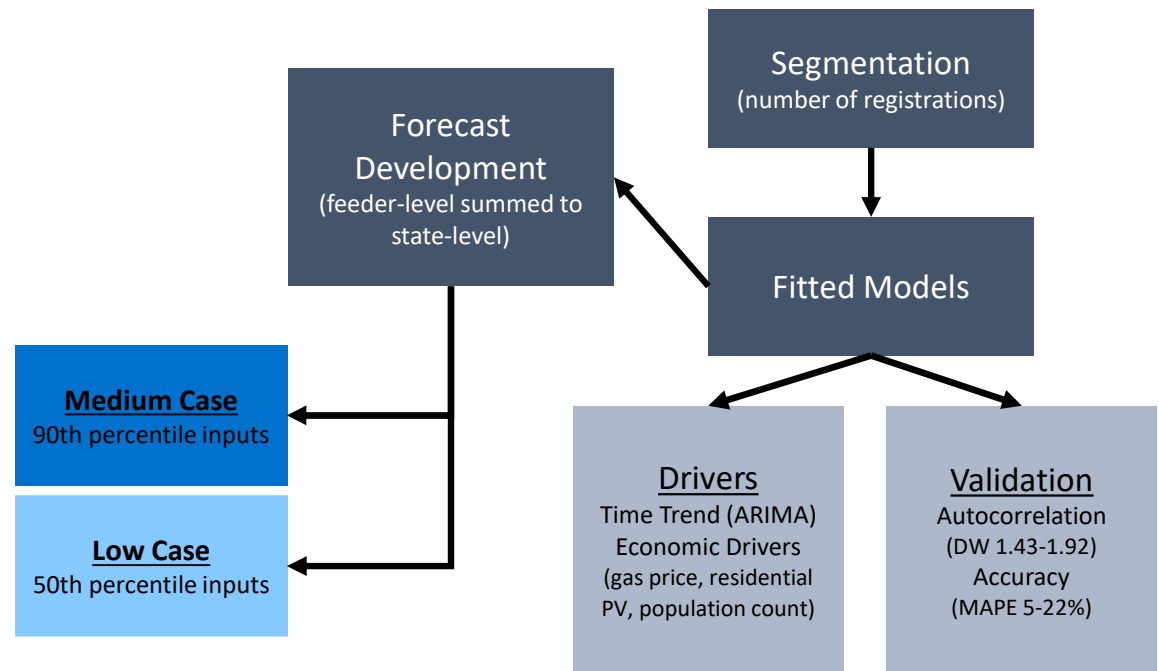 Segmentation
(number of registrations)
Forecast
Development
(feeder-level summed to
state-level)
Fitted Models
Medium Case
90th percentile inputs
Low Case
50th percentile inputs
Drivers
Time Trend (ARIMA)
Economic Drivers
(gas price, residential
PV, population count)
Validation
Autocorrelation
(DW 1.43-1.92)
Accuracy
(MAPE 5-22%)